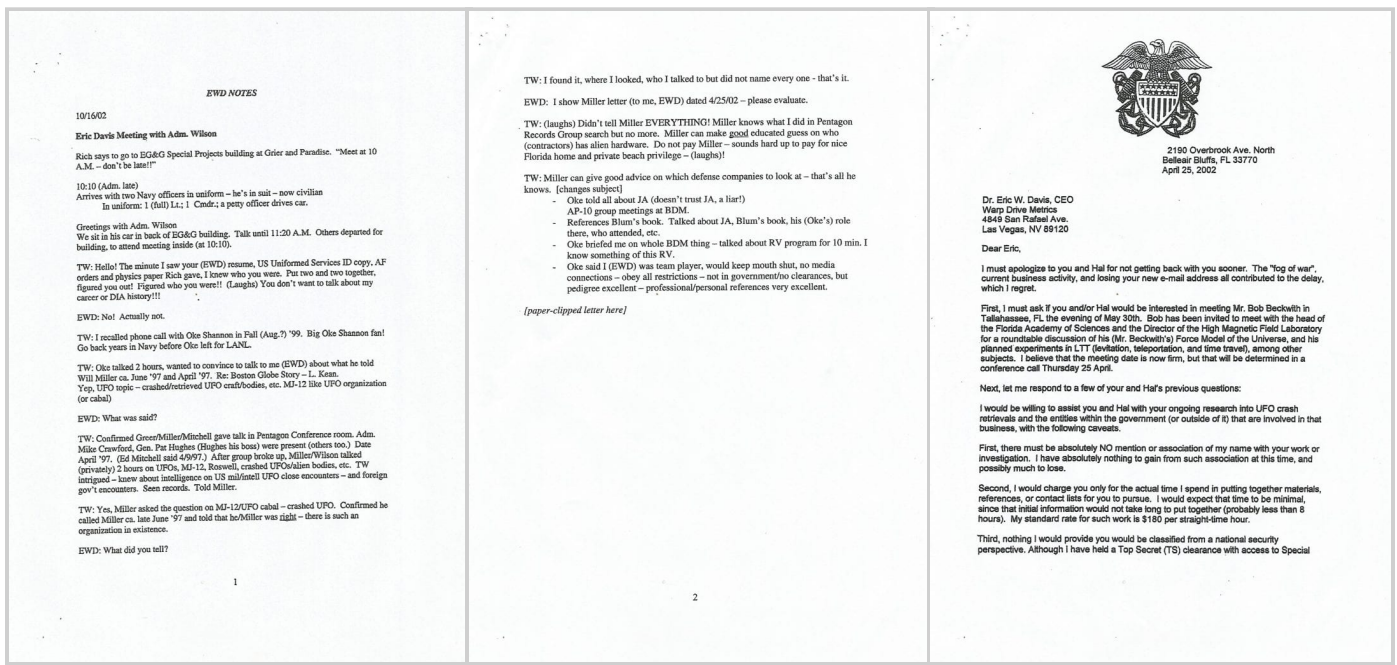 EWD NOTES
10/16/02
Eric Davis Meeting with Adm. Wilson
Rich says to go to EG&G Special Projects building at Grier and Paradise. "Meet at 10
A.M. – don't be late!!"
10:10 (Adm. late)
Arrives with two Navy officers in uniform – he's in suit – now civilian
In uniform: 1 (full) Lt.; 1 Cmdr.; a petty officer drives car.
Greetings with Adm. Wilson
We sit in his car in back of EG&G building. Talk until 11:20 A.M. Others departed for
building, to attend meeting inside (at 10:10).
TW: Hello! The minute I saw your (EWD) resume, US Uniformed Services ID copy, AF
orders and physics paper Rich gave, I knew who you were. Put two and two together,
figured you out! Figured who you were!! (Laughs) You don't want to talk about my
career or DIA history!!!
EWD: No! Actually not.
TW: I recalled phone call with Oke Shannon in Fall (Aug.?) '99. Big Oke Shannon fan!
Go back years in Navy before Oke left for LANL.
TW: Oke talked 2 hours, wanted to convince to talk to me (EWD) about what he told
Will Miller ca. June '97 and April '97. Re: Boston Globe Story – L. Kean.
Yep, UFO topic – crashed/retrieved UFO craft/bodies, etc. MJ-12 like UFO organization
(or cabal)
EWD: What was said?
TW: Confirmed Greer/Miller/Mitchell gave talk in Pentagon Conference room. Adm.
Mike Crawford, Gen. Pat Hughes (Hughes his boss) were present (others too.) Date
April '97. (Ed Mitchell said 4/9/97.) After group broke up, Miller/Wilson talked
(privately) 2 hours on UFOs, MJ-12, Roswell, crashed UFOs/alien bodies, etc. TW
intrigued – knew about intelligence on US mil/intell UFO close encounters – and foreign
gov't encounters. Seen records. Told Miller.
TW: Yes, Miller asked the question on MJ-12/UFO cabal – crashed UFO. Confirmed he
called Miller ca. late June '97 and told that he/Miller was right – there is such an
organization in existence.
EWD: What did you tell?
1
TW: I found it, where I looked, who I talked to but did not name every one - that's it.
EWD: I show Miller letter (to me, EWD) dated 4/25/02 – please evaluate.
TW: (laughs) Didn't tell Miller EVERYTHING! Miller knows what I did in Pentagon
Records Group search but no more. Miller can make good educated guess on who
(contractors) has alien hardware. Do not pay Miller – sounds hard up to pay for nice
Florida home and private beach privilege – (laughs)!
TW: Miller can give good advice on which defense companies to look at – that's all he
knows. [changes subject]
- Oke told all about JA (doesn't trust JA, a liar!)
AP-10 group meetings at BDM.
- References Blum's book. Talked about JA, Blum's book, his (Oke's) role
there, who attended, etc.
- Oke briefed me on whole BDM thing – talked about RV program for 10 min. I
know something of this RV.
- Oke said I (EWD) was team player, would keep mouth shut, no media
connections – obey all restrictions – not in government/no clearances, but
pedigree excellent – professional/personal references very excellent.
[paper-clipped letter here]
2
2190 Overbrook Ave. North
Belleair Bluffs, FL 33770
April 25, 2002
Dr. Eric W. Davis, CEO
Warp Drive Metrics
4849 San Rafael Ave.
Las Vegas, NV 89120
Dear Eric,
I must apologize to you and Hal for not getting back with you sooner. The "fog of war",
current business activity, and losing your new e-mail address all contributed to the delay,
which I regret.
First, I must ask if you and/or Hal would be interested in meeting Mr. Bob Beckwith in
Tallahassee, FL the evening of May 30th. Bob has been invited to meet with the head of
the Florida Academy of Sciences and the Director of the High Magnetic Field Laboratory
for a roundtable discussion of his (Mr. Beckwith's) Force Model of the Universe, and his
planned experiments in LTT (levitation, teleportation, and time travel), among other
subjects. I believe that the meeting date is now firm, but that will be determined in a
conference call Thursday 25 April.
Next, let me respond to a few of your and Hal's previous questions:
I would be willing to assist you and Hal with your ongoing research into UFO crash
retrievals and the entities within the government (or outside of it) that are involved in that
business, with the following caveats.
First, there must be absolutely NO mention or association of my name with your work or
investigation. I have absolutely nothing to gain from such association at this time, and
possibly much to lose.
Second, I would charge you only for the actual time I spend in putting together materials,
references, or contact lists for you to pursue. I would expect that time to be minimal,
since that initial information would not take long to put together (probably less than 8
hours). My standard rate for such work is $180 per straight-time hour.
Third, nothing I would provide you would be classified from a national security
perspective. Although I have held a Top Secret (TS) clearance with access to Special